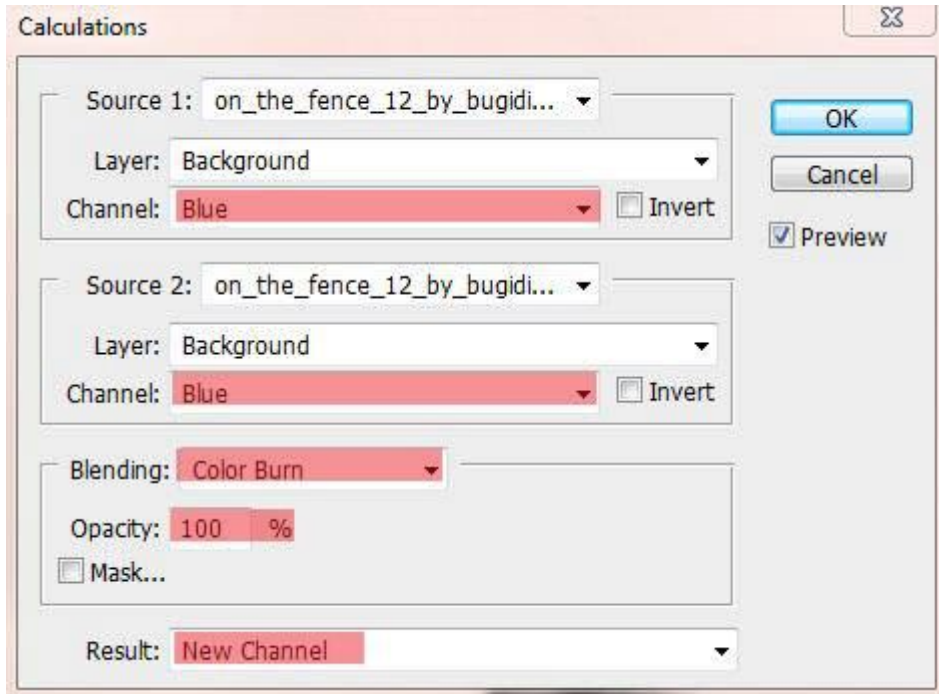 Calculations
Source 1: on_the_fence_12_by_bugidi...
OK
Layer: Background
Cancel
Channel: Blue Invert
Preview
Source 2: on_the_fence_12_by_bugidi...
Layer: Background
Channel: Blue Invert
Blending: Color Burn
Opacity: 100 %
Mask...
Result: New Channel